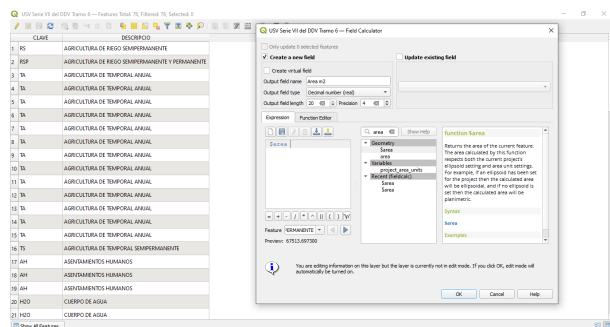 USV Serie VII del DDV Tramo 6 — Features Total: 76, Filtered: 76, Selected: 0
CLAVE DESCRIPCIO
1 RS AGRICULTURA DE RIEGO SEMIPERMANENTE
2 RSP AGRICULTURA DE RIEGO SEMIPERMANENTE Y PERMANENTE
3 TA AGRICULTURA DE TEMPORAL ANUAL
4 TA AGRICULTURA DE TEMPORAL ANUAL
5 TA AGRICULTURA DE TEMPORAL ANUAL
6 TA AGRICULTURA DE TEMPORAL ANUAL
7 TA AGRICULTURA DE TEMPORAL ANUAL
8 TA AGRICULTURA DE TEMPORAL ANUAL
9 TA AGRICULTURA DE TEMPORAL ANUAL
10 TA AGRICULTURA DE TEMPORAL ANUAL
11 TA AGRICULTURA DE TEMPORAL ANUAL
12 TA AGRICULTURA DE TEMPORAL ANUAL
13 TA AGRICULTURA DE TEMPORAL ANUAL
14 TA AGRICULTURA DE TEMPORAL ANUAL
15 TA AGRICULTURA DE TEMPORAL ANUAL
16 TS AGRICULTURA DE TEMPORAL SEMIPERMANENTE
17 AH ASENTAMIENTOS HUMANOS
18 AH ASENTAMIENTOS HUMANOS
19 AH ASENTAMIENTOS HUMANOS
20 H2O CUERPO DE AGUA
21 H2O CUERPO DE AGUA
Show All Features
USV Serie VII del DDV Tramo 6 — Field Calculator
Only update 0 selected features
Create a new field
Update existing field
Create virtual field
Output field name Area m2
Output field type Decimal number (real)
Output field length 20 Precision 4
Expression Function Editor
$area
= + - / * ^ || ( ) '\n'
Feature PERMANENTE
Preview: 67513.697380
area Show Help
Geometry
$area
area
Variables
project_area_units
Recent (fieldcalc)
$area
$area
function $area
Returns the area of the current feature.
The area calculated by this function
respects both the current project's
ellipsoid setting and area unit settings.
For example, if an ellipsoid has been set
for the project then the calculated area
will be ellipsoidal, and if no ellipsoid is
set then the calculated area will be
planimetric.
Syntax
$area
Examples
You are editing information on this layer but the layer is currently not in edit mode. If you click OK, edit mode will
automatically be turned on.
OK Cancel Help